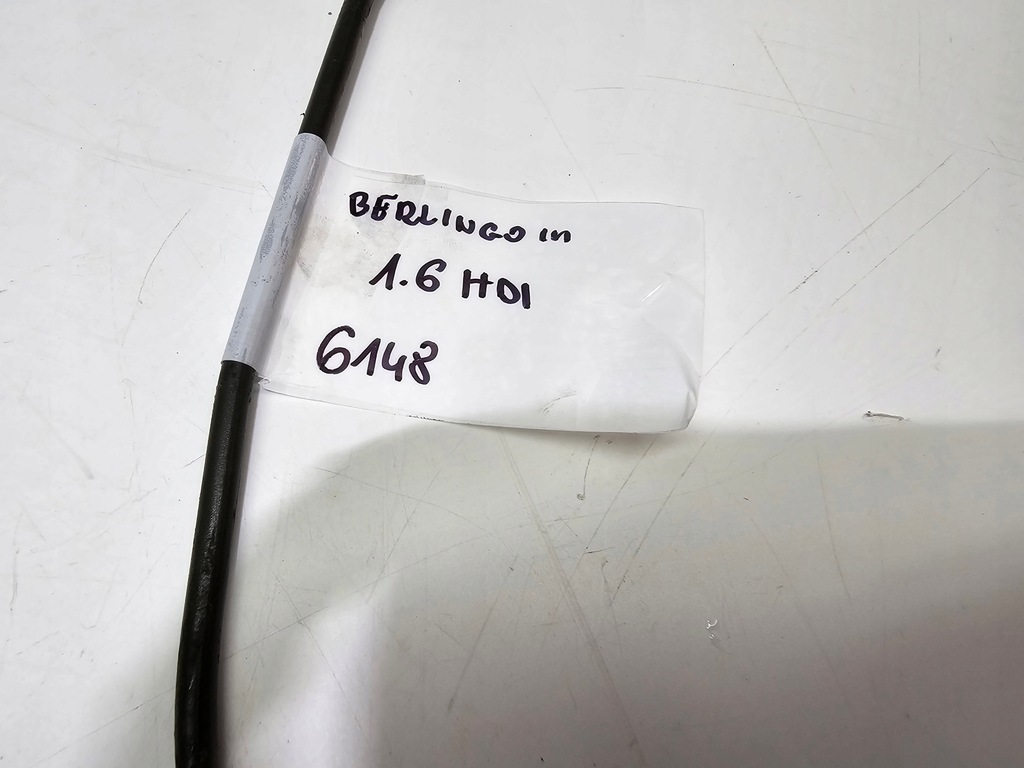 BERLINGO III
1.6 HDI
6148